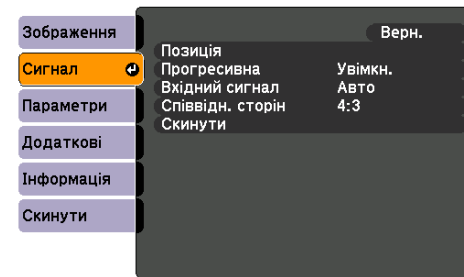 Зображення
Сигнал
Параметри
Додаткові
Інформація
Скинути
Верн.
Позиція
Прогресивна Увімкн.
Вхідний сигнал Авто
Співвідн. сторін 4:3
Скинути